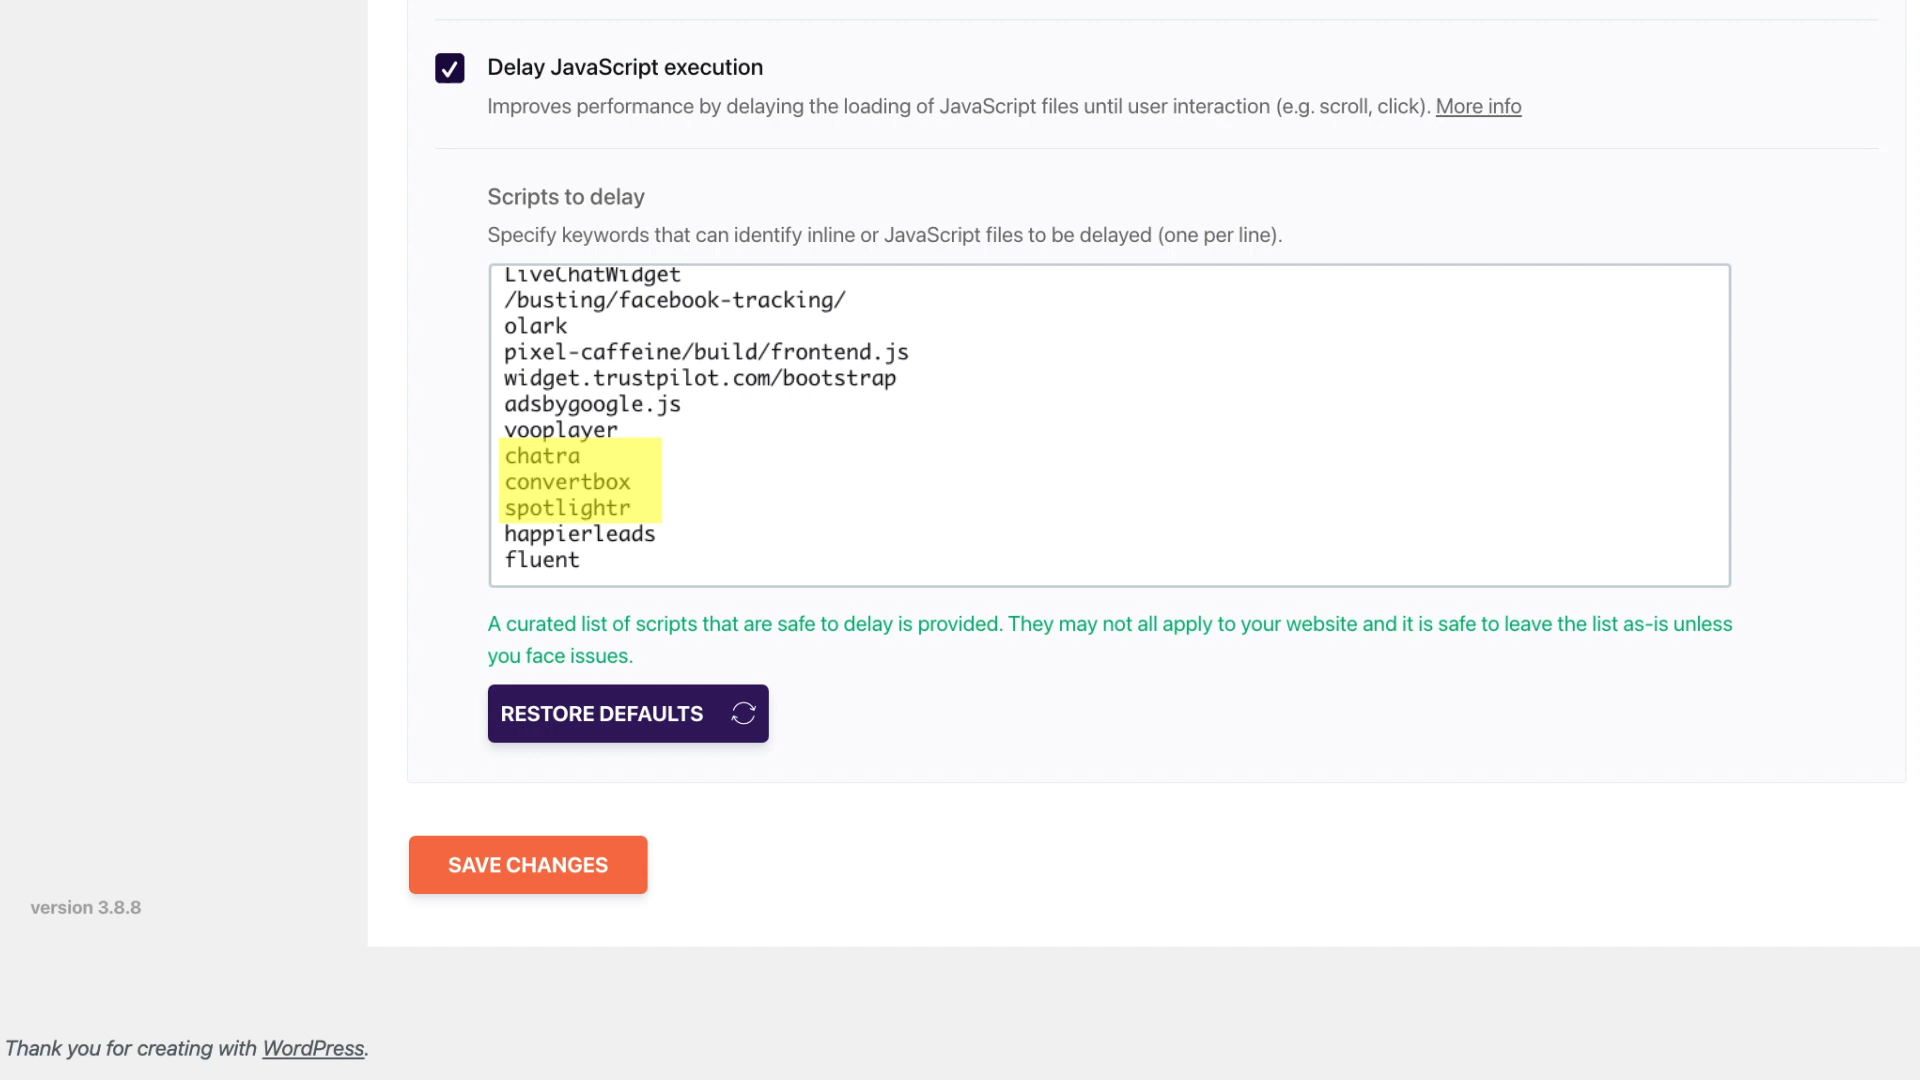 Delay JavaScript execution
Improves performance by delaying the loading of JavaScript files until user interaction (e.g. scroll, click). More info
Scripts to delay
Specify keywords that can identify inline or JavaScript files to be delayed (one per line).
LiveChatWidget
/busting/facebook-tracking/
olark
pixel-caffeine/build/frontend.js
widget.trustpilot.com/bootstrap
adsbygoogle.js
vooplayer
chatra
convertbox
spotlightr
happierleads
fluent
A curated list of scripts that are safe to delay is provided. They may not all apply to your website and it is safe to leave the list as-is unless
you face issues.
RESTORE DEFAULTS
SAVE CHANGES
version 3.8.8
Thank you for creating with WordPress.